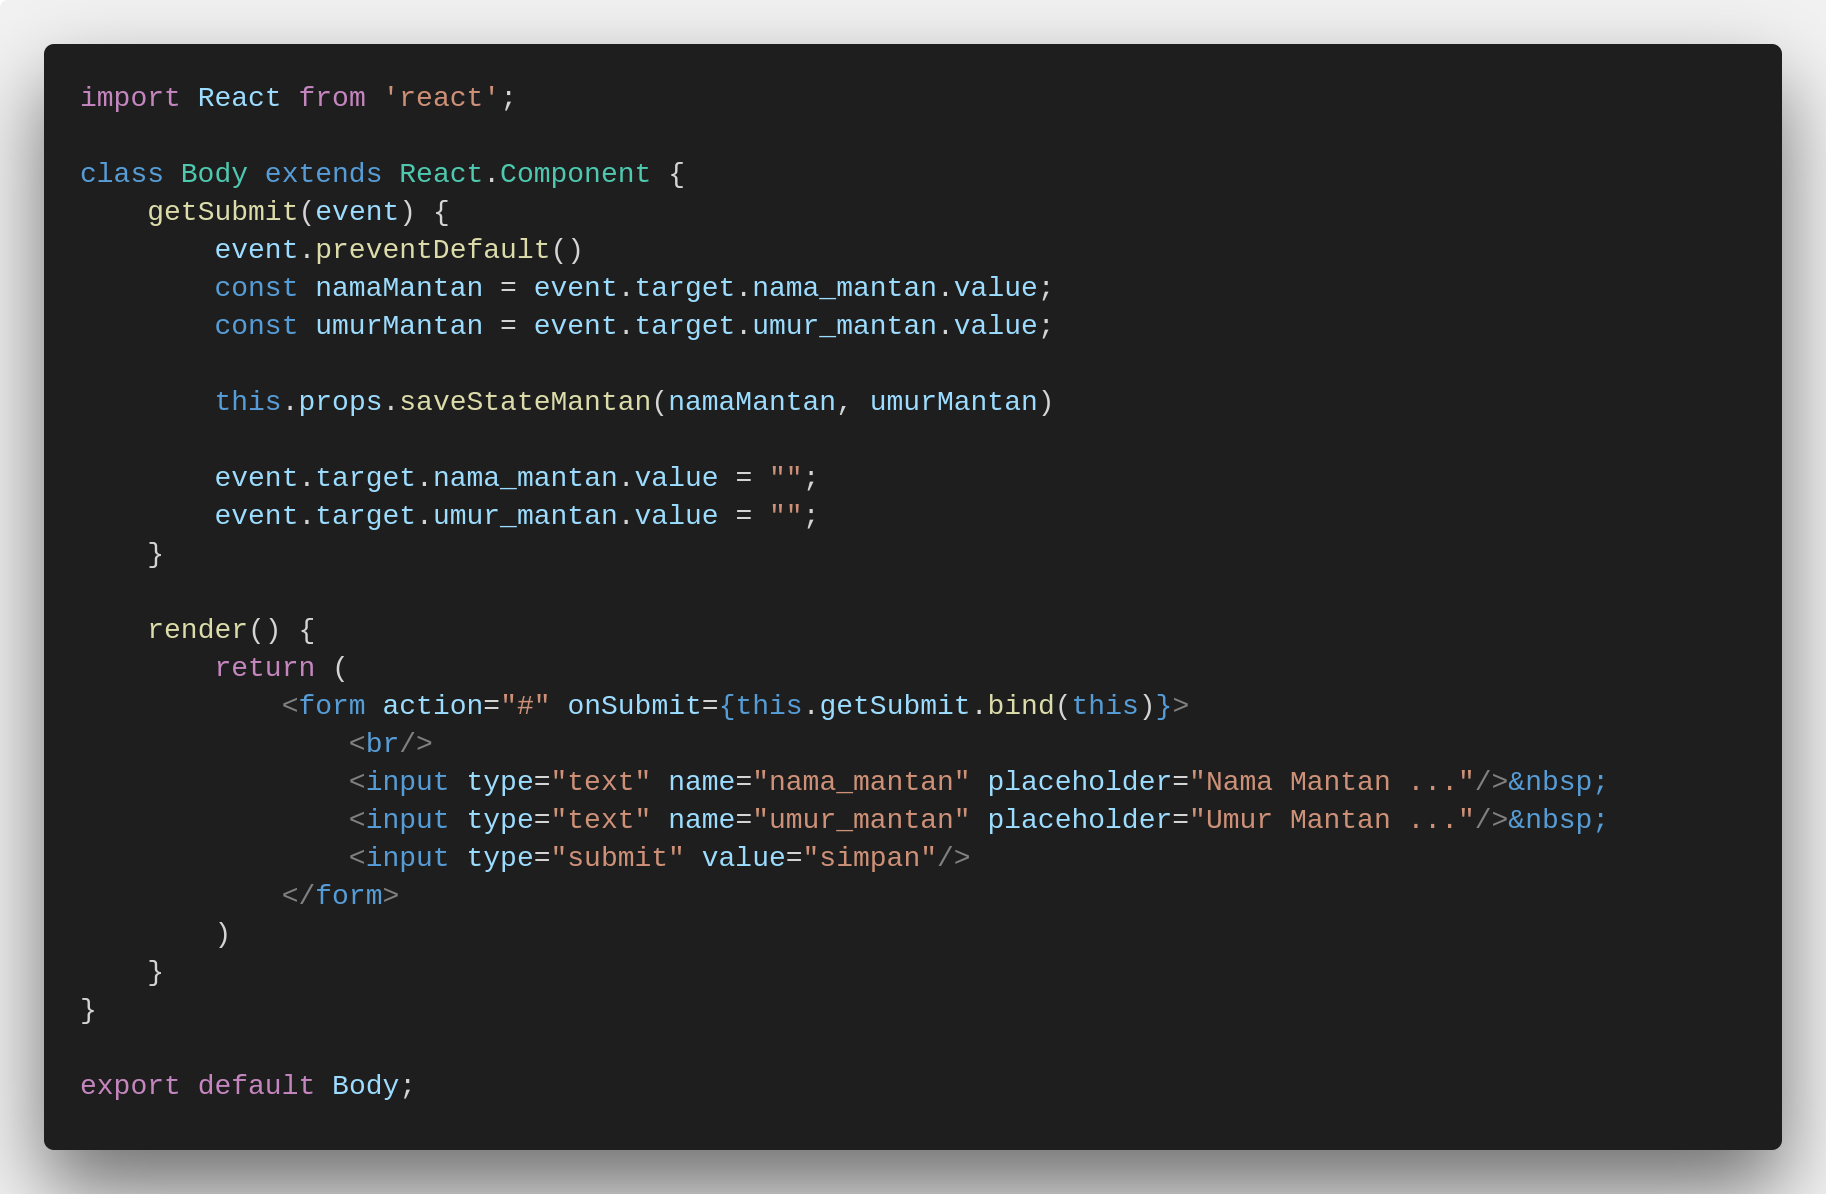 import React from 'react';
class Body extends React.Component {
    getSubmit(event) {
        event.preventDefault()
        const namaMantan = event.target.nama_mantan.value;
        const umurMantan = event.target.umur_mantan.value;
        this.props.saveStateMantan(namaMantan, umurMantan)
        event.target.nama_mantan.value = "";
        event.target.umur_mantan.value = "";
    }
    render() {
        return (
            <form action="#" onSubmit={this.getSubmit.bind(this)}>
                <br/>
                <input type="text" name="nama_mantan" placeholder="Nama Mantan ..."/>&nbsp;
                <input type="text" name="umur_mantan" placeholder="Umur Mantan ..."/>&nbsp;
                <input type="submit" value="simpan"/>
            </form>
        )
    }
}
export default Body;